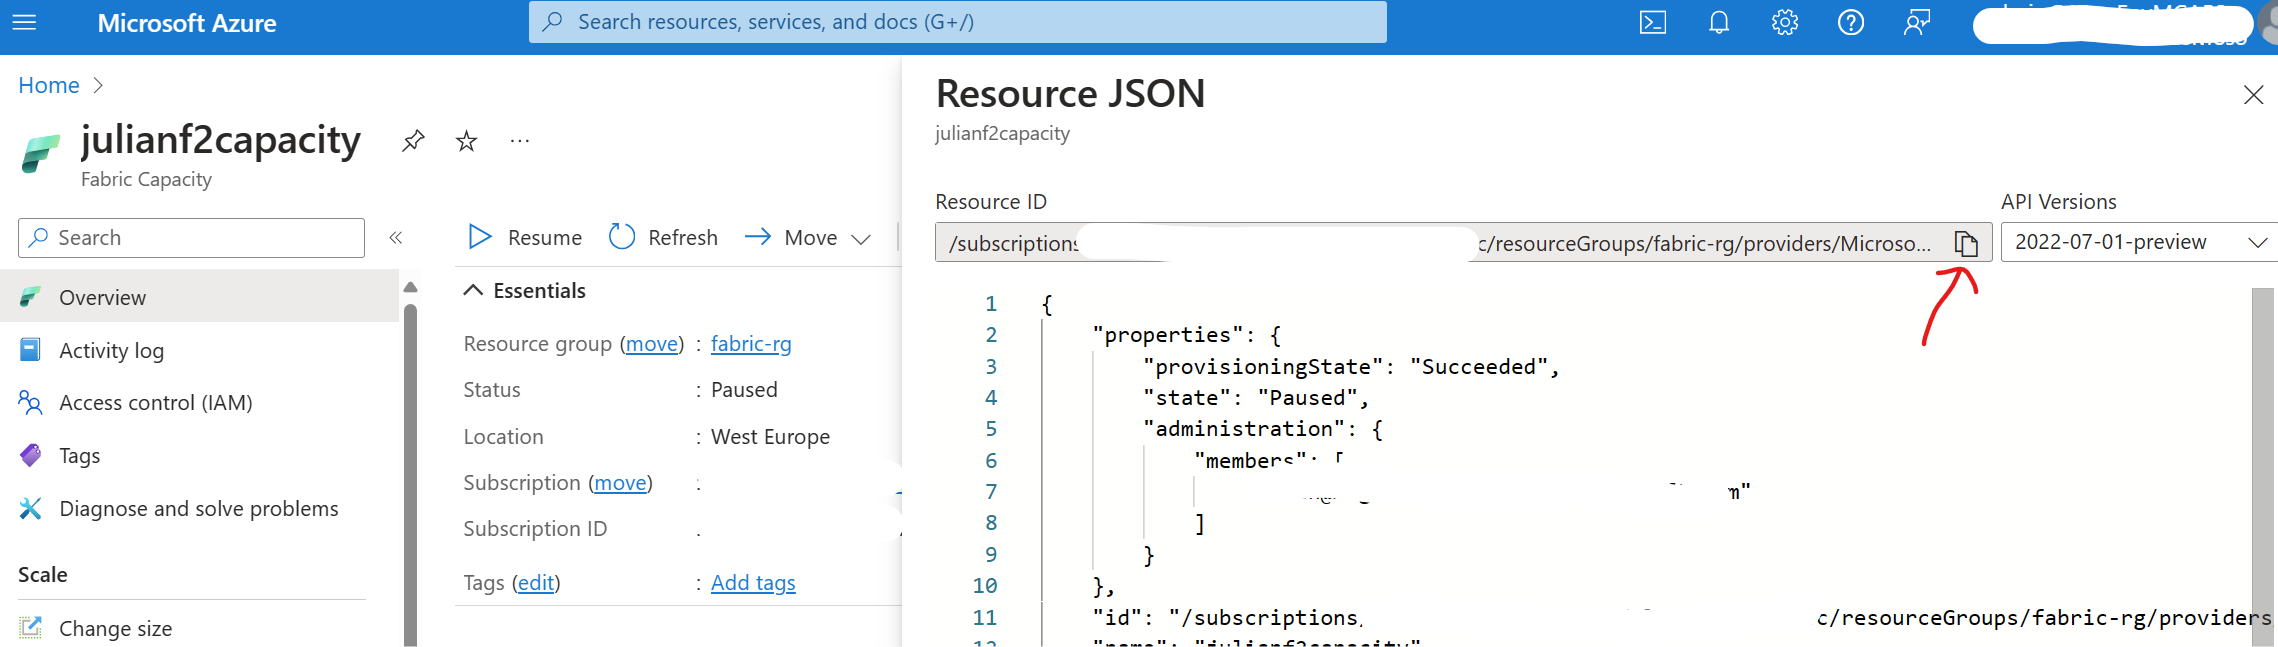 Microsoft Azure
Search resources, services, and docs (G+/)
Home
julianf2capacity
Fabric Capacity
Search
Overview
Activity log
Access control (IAM)
Tags
Diagnose and solve problems
Scale
Change size
Resume Refresh Move
Essentials
Resource group (move) : fabric-rg
Status : Paused
Location : West Europe
Subscription (move) :
Subscription ID
Tags (edit) : Add tags
Resource JSON
julianf2capacity
Resource ID
/subscriptions c/resourceGroups/fabric-rg/providers/Microso...
API Versions
2022-07-01-preview
1 {
2 "properties": {
3 "provisioningState": "Succeeded",
4 "state": "Paused",
5 "administration": {
6 "members": [
7 m"
8 ]
9 }
10 },
11 "id": "/subscriptions c/resourceGroups/fabric-rg/providers
12 "name": "julianf2capacity"